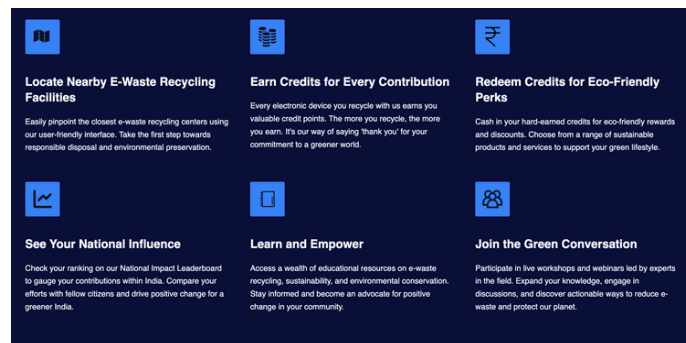 Locate Nearby E-Waste Recycling
Facilities
Easily pinpoint the closest e-waste recycling centers using
our user-friendly interface. Take the first step towards
responsible disposal and environmental preservation.
Earn Credits for Every Contribution
Every electronic device you recycle with us earns you
valuable credit points. The more you recycle, the more
you earn. It's our way of saying 'thank you' for your
commitment to a greener world.
₹
Redeem Credits for Eco-Friendly
Perks
Cash in your hard-earned credits for eco-friendly rewards
and discounts. Choose from a range of sustainable
products and services to support your green lifestyle.
See Your National Influence
Check your ranking on our National Impact Leaderboard
to gauge your contributions within India. Compare your
efforts with fellow citizens and drive positive change for a
greener India.
Learn and Empower
Access a wealth of educational resources on e-waste
recycling, sustainability, and environmental conservation.
Stay informed and become an advocate for positive
change in your community.
Join the Green Conversation
Participate in live workshops and webinars led by experts
in the field. Expand your knowledge, engage in
discussions, and discover actionable ways to reduce e-
waste and protect our planet.